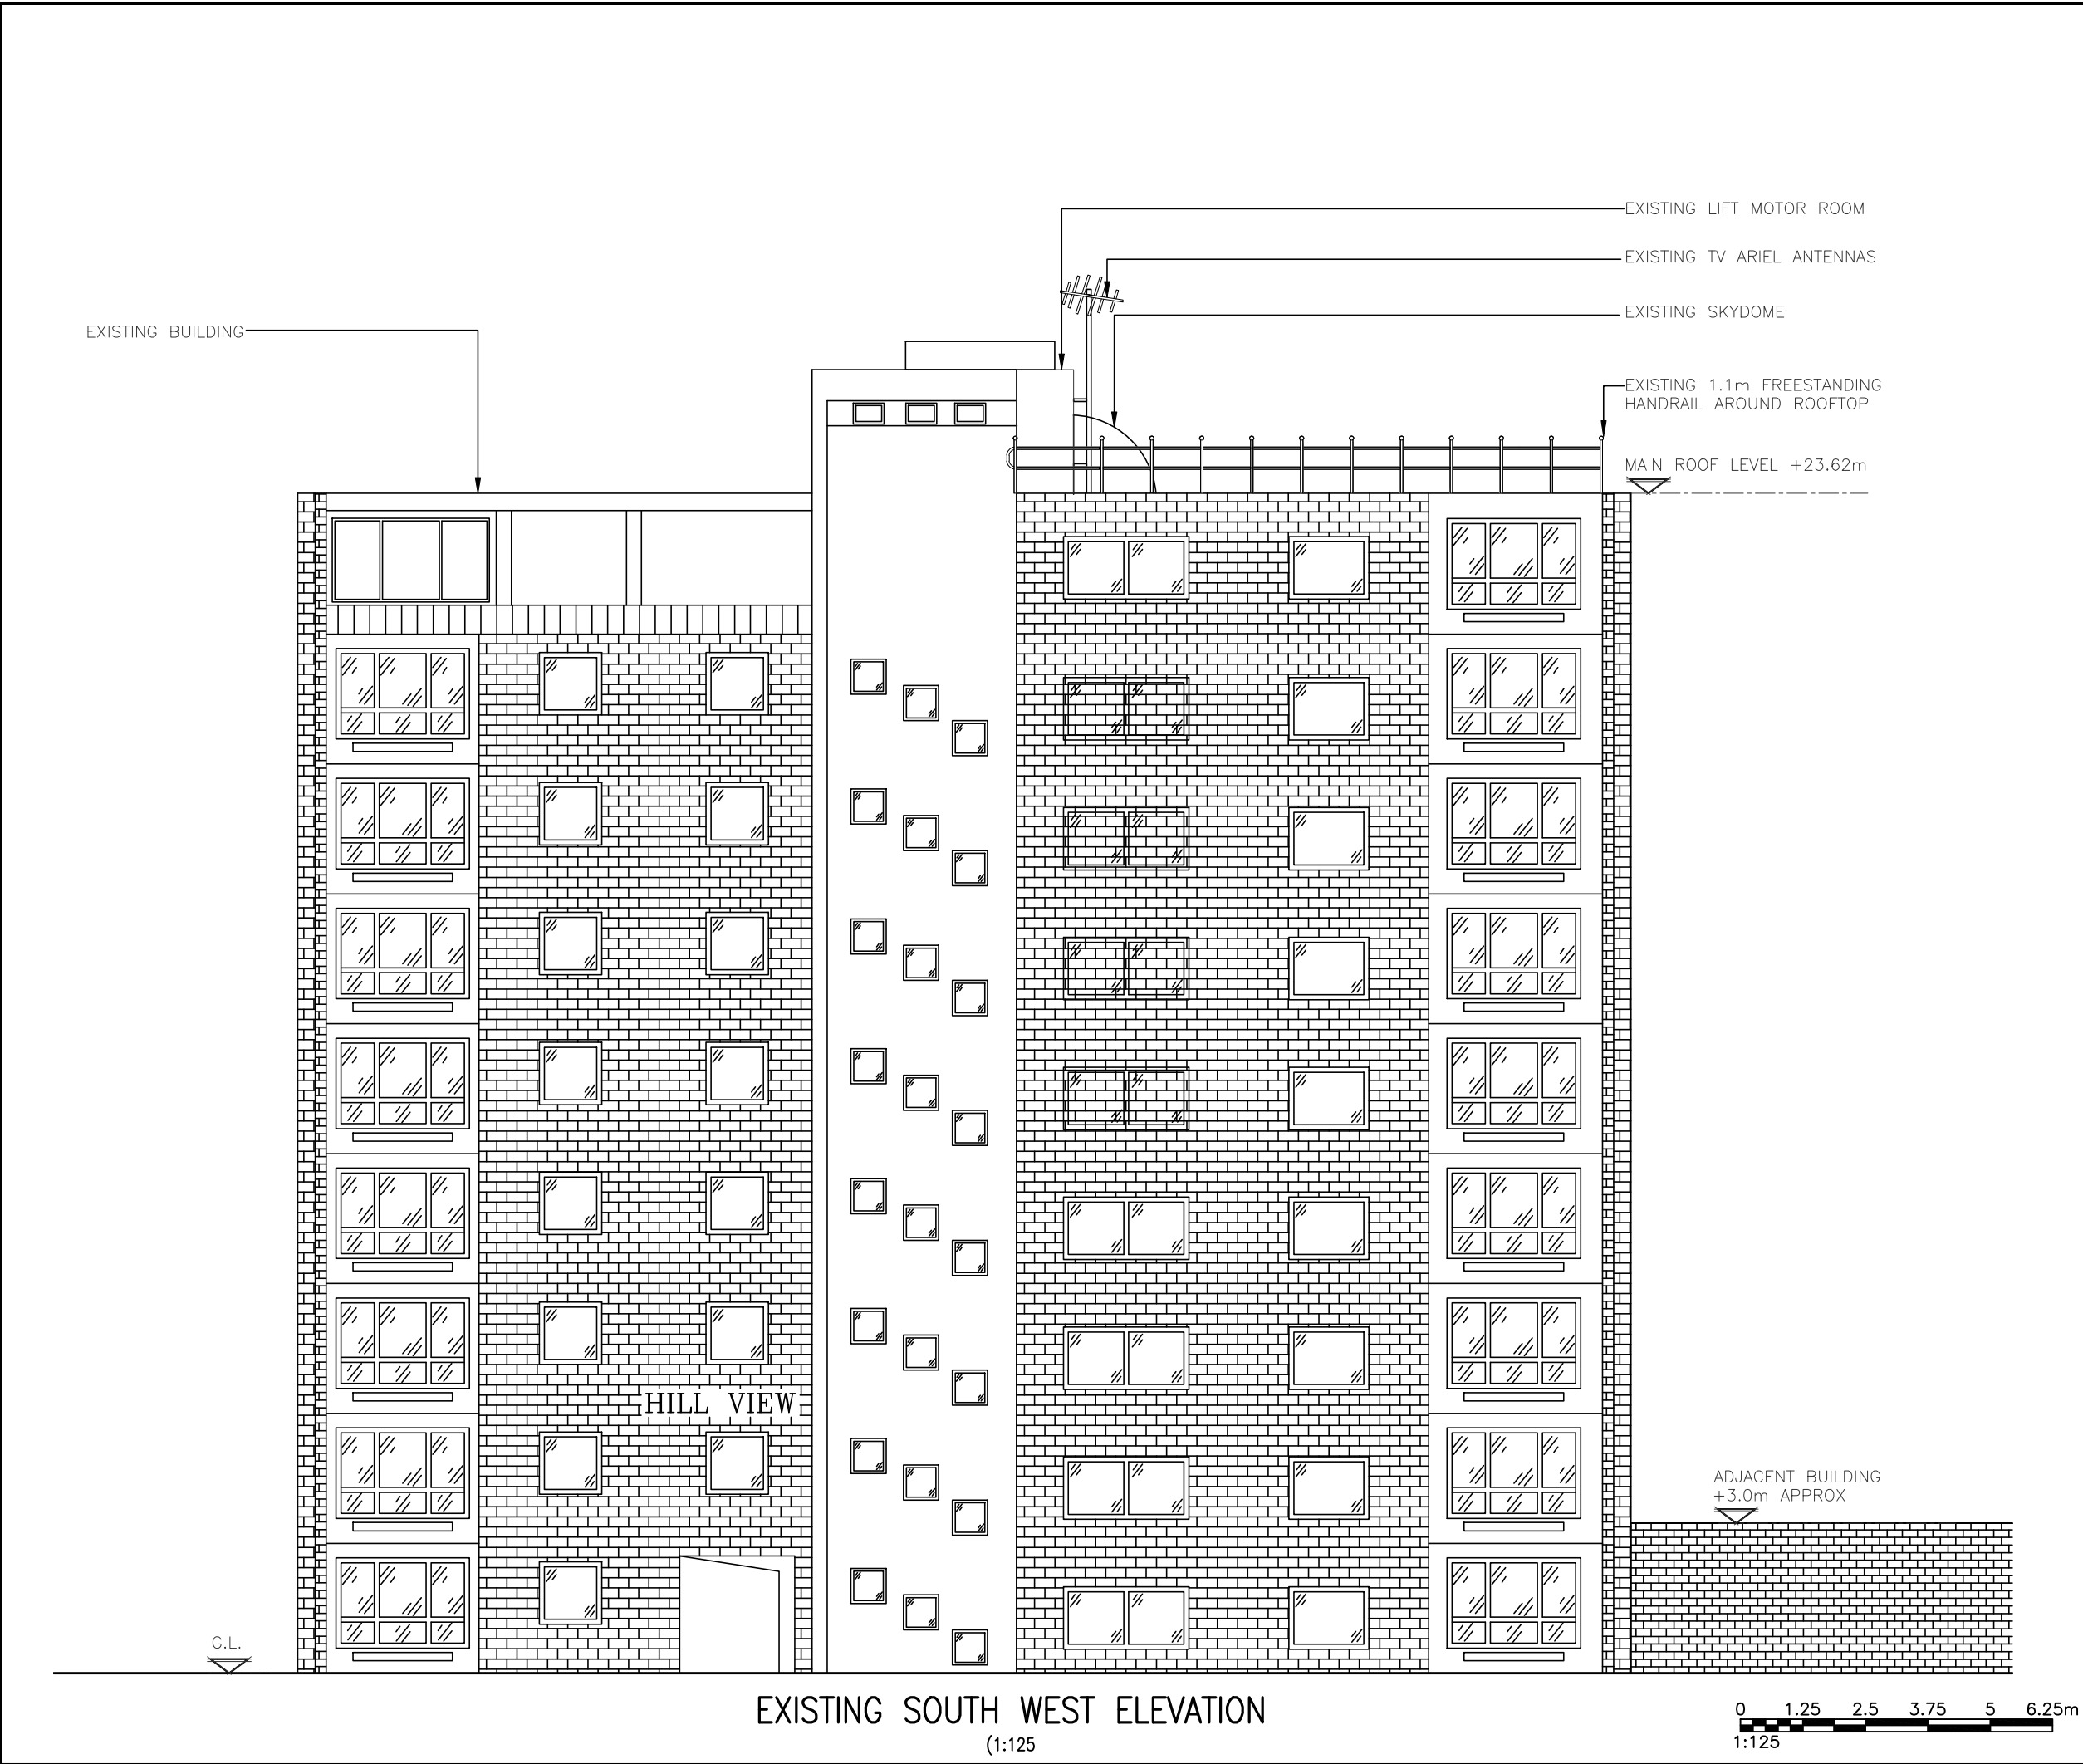 EXISTING LIFT MOTOR ROOM
EXISTING TV ARIEL ANTENNAS
EXISTING SKYDOME
EXISTING BUILDING
EXISTING 1.1m FREESTANDING
HANDRAIL AROUND ROOFTOP
MAIN ROOF LEVEL +23.62m
HILL VIEW
ADJACENT BUILDING
+3.0m APPROX
G.L.
EXISTING SOUTH WEST ELEVATION
(1:125
0 1.25 2.5 3.75 5 6.25m
1:125